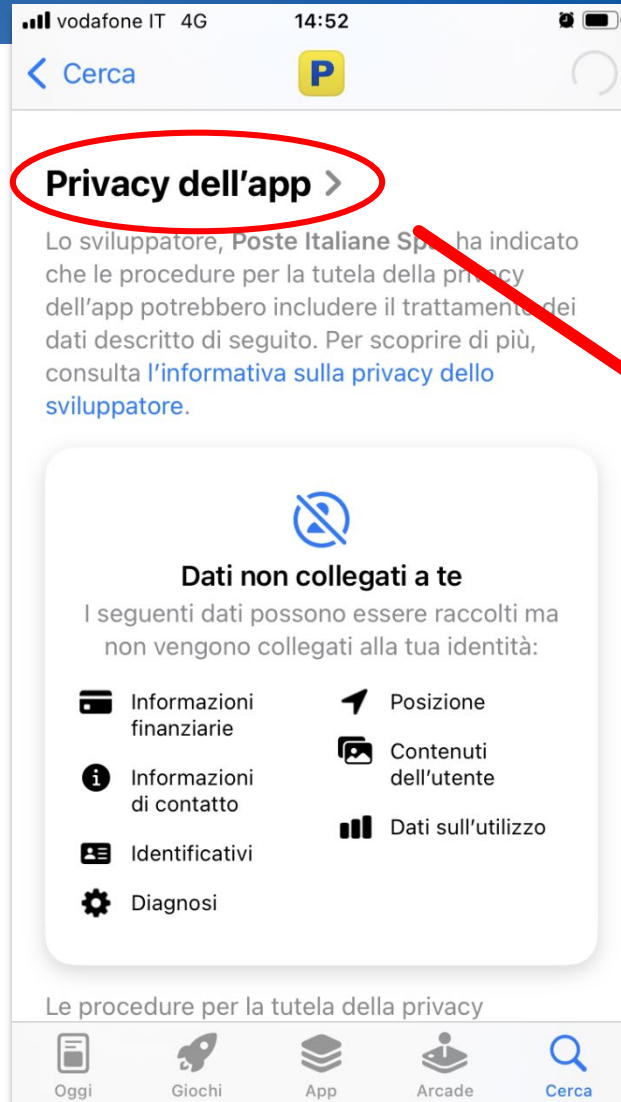 vodafone IT 4G 14:52
Cerca P
Privacy dell'app >
Lo sviluppatore, Poste Italiane SpA, ha indicato
che le procedure per la tutela della privacy
dell'app potrebbero includere il trattamento dei
dati descritto di seguito. Per scoprire di più,
consulta l'informativa sulla privacy dello
sviluppatore.
Dati non collegati a te
I seguenti dati possono essere raccolti ma
non vengono collegati alla tua identità:
Informazioni
finanziarie
Informazioni
di contatto
Identificativi
Diagnosi
Posizione
Contenuti
dell'utente
Dati sull'utilizzo
Le procedure per la tutela della privacy
Oggi Giochi App Arcade Cerca